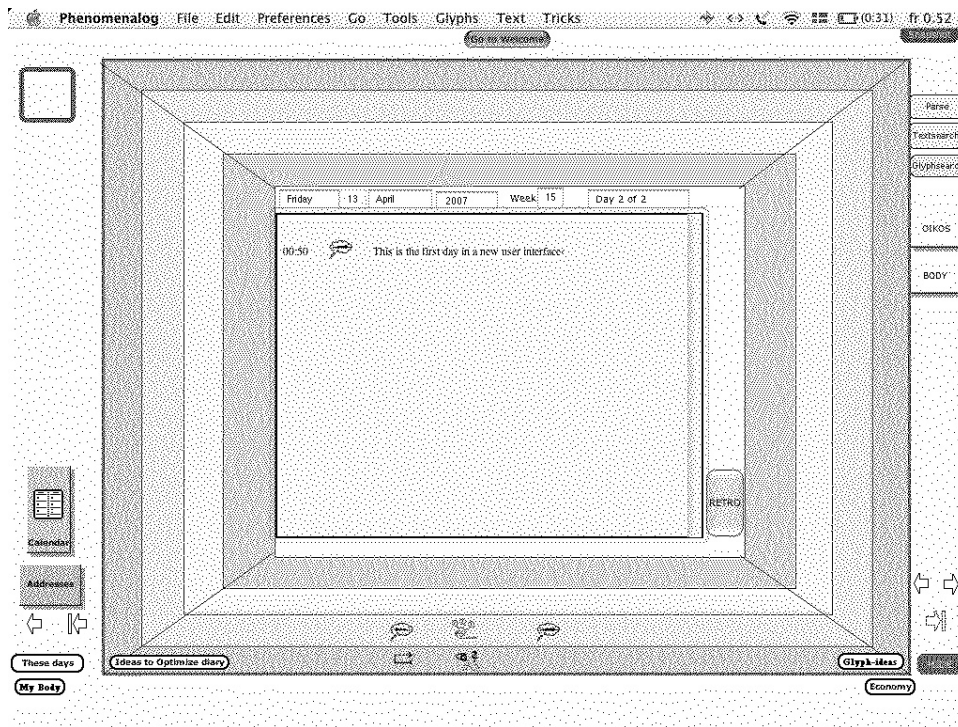 Phenomenalog File Edit Preferences Go Tools Glyphs Text Tricks (0:31) fr 0.52
Go to Welcome
Snapshot
Parse
Textsearch
Glyphsearc
Friday 13 April 2007 Week 15 Day 2 of 2
OIKOS
00:50 This is the first day in a new user interface
BODY
RETRO
Calendar
Addresses
These days
Ideas to Optimize diary)
Glyph-ideas
My Body
Economy